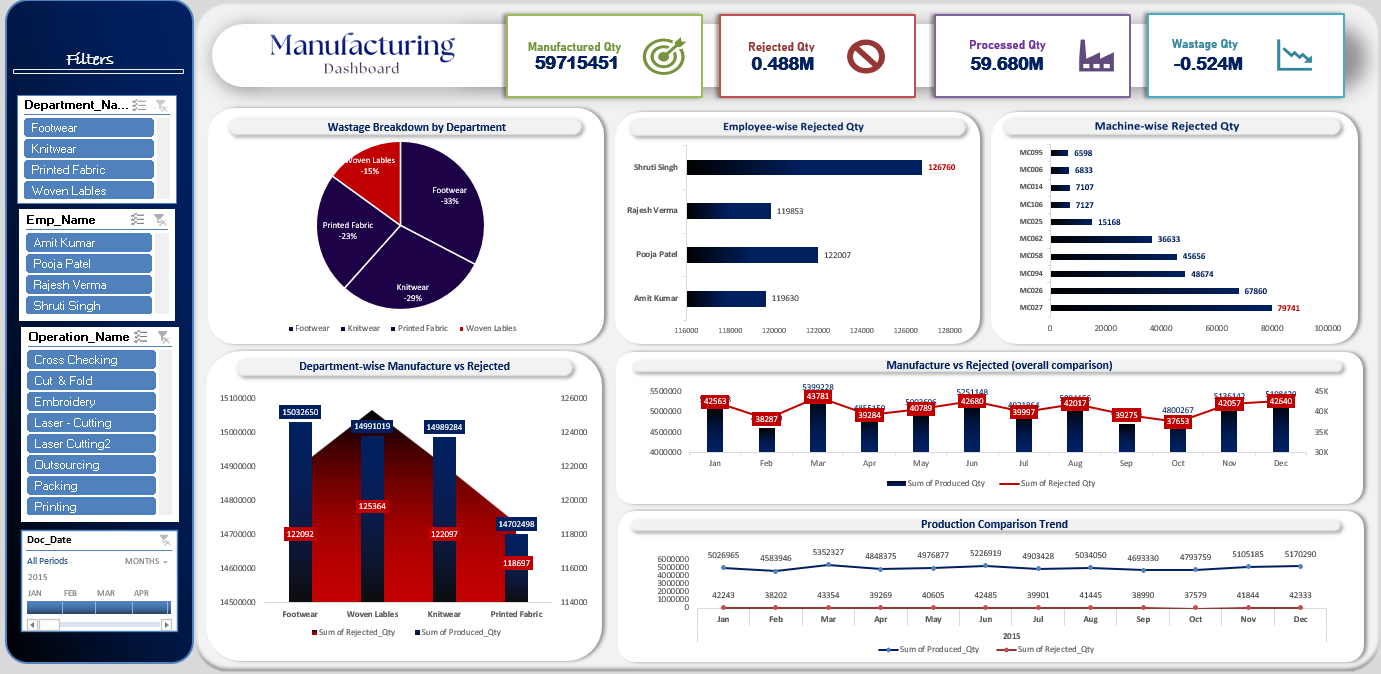 Filters
Department_Na...
Footwear
Knitwear
Printed Fabric
Woven Lables
Emp_Name
Amit Kumar
Pooja Patel
Rajesh Verma
Shruti Singh
Operation_Name
Cross Checking
Cut & Fold
Embroidery
Laser - Cutting
Laser Cutting2
Outsourcing
Packing
Printing
Doc_Date
All Periods MONTHS
2015
JAN FEB MAR APR
Manufacturing
Dashboard
Manufactured Qty
59715451
Rejected Qty
0.488M
Processed Qty
59.680M
Wastage Qty
-0.524M
Wastage Breakdown by Department
Woven Lables
-15%
Footwear
-33%
Printed Fabric
-23%
Knitwear
-29%
Footwear Knitwear Printed Fabric Woven Lables
Employee-wise Rejected Qty
Shruti Singh 126760
Rajesh Verma 119853
Pooja Patel 122007
Amit Kumar 119630
116000 118000 120000 122000 124000 126000 128000
Machine-wise Rejected Qty
MC095 6598
MC006 6833
MC014 7107
MC106 7127
MC025 15168
MC062 36633
MC058 45656
MC094 48674
MC026 67860
MC027 79741
0 20000 40000 60000 80000 100000
Department-wise Manufacture vs Rejected
15100000 126000
15032650 14991019 14989284
15000000 124000
14900000 122000
14800000 120000
125364
14700000 118000
14702498
122092 122097
14600000 116000
118697
14500000 114000
Footwear Woven Lables Knitwear Printed Fabric
Sum of Rejected_Qty Sum of Produced_Qty
Manufacture vs Rejected (overall comparison)
5500000 45K
5000000 40K
4500000 35K
4000000 30K
5399228 5251148 4800267
42563 38287 43781 39284 40789 42680 39997 42017 39275 37653 42057 42640
Jan Feb Mar Apr May Jun Jul Aug Sep Oct Nov Dec
Sum of Produced_Qty Sum of Rejected_Qty
Production Comparison Trend
6000000
5000000
4000000
3000000
2000000
1000000
0
5026965 4583946 5352327 4848375 4976877 5226919 4903428 5034050 4693330 4793759 5105185 5170290
42243 38202 43354 39269 40605 42485 39901 41445 38990 37579 41844 42333
Jan Feb Mar Apr May Jun Jul Aug Sep Oct Nov Dec
2015
Sum of Produced_Qty Sum of Rejected_Qty